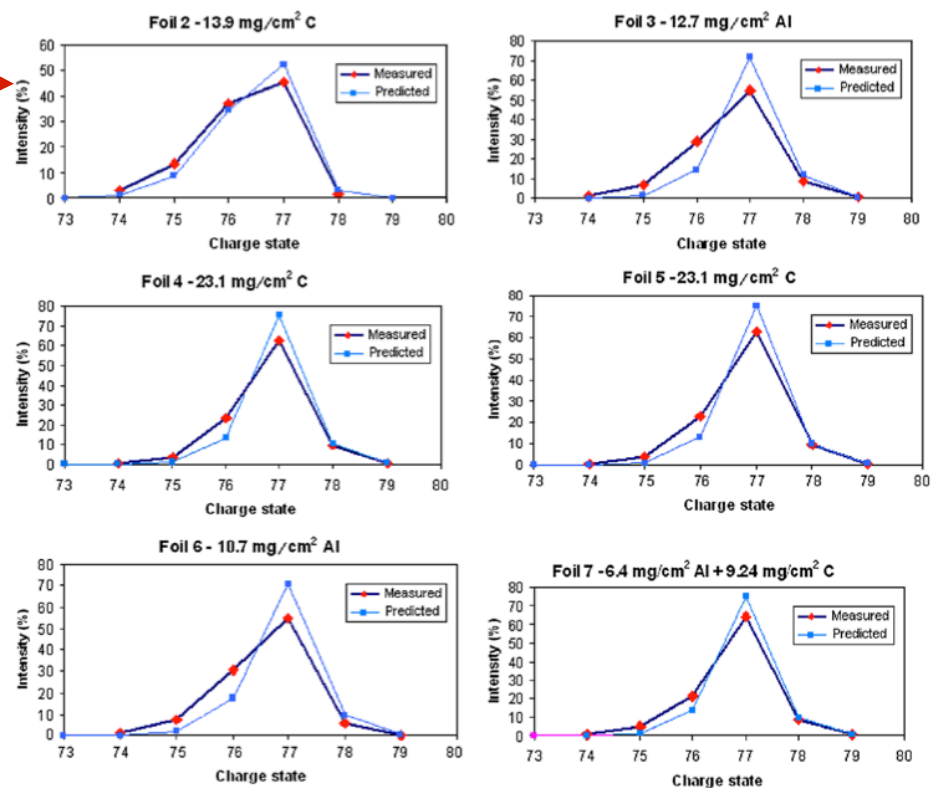 Foil 2 - 13.9 mg/cm² C
60
50
40
30
20
10
0
Intensity (%)
Measured
Predicted
73 74 75 76 77 78 79 80
Charge state
Foil 3 - 12.7 mg/cm² Al
80
70
60
50
40
30
20
10
0
Intensity (%)
Measured
Predicted
73 74 75 76 77 78 79 80
Charge state
Foil 4 - 23.1 mg/cm² C
80
70
60
50
40
30
20
10
0
Intensity (%)
Measured
Predicted
73 74 75 76 77 78 79 80
Charge state
Foil 5 - 23.1 mg/cm² C
80
70
60
50
40
30
20
10
0
Intensity (%)
Measured
Predicted
73 74 75 76 77 78 79 80
Charge state
Foil 6 - 10.7 mg/cm² Al
80
70
60
50
40
30
20
10
0
Intensity (%)
Measured
Predicted
73 74 75 76 77 78 79 80
Charge state
Foil 7 - 6.4 mg/cm² Al + 9.24 mg/cm² C
80
70
60
50
40
30
20
10
0
Intensity (%)
Measured
Predicted
73 74 75 76 77 78 79 80
Charge state